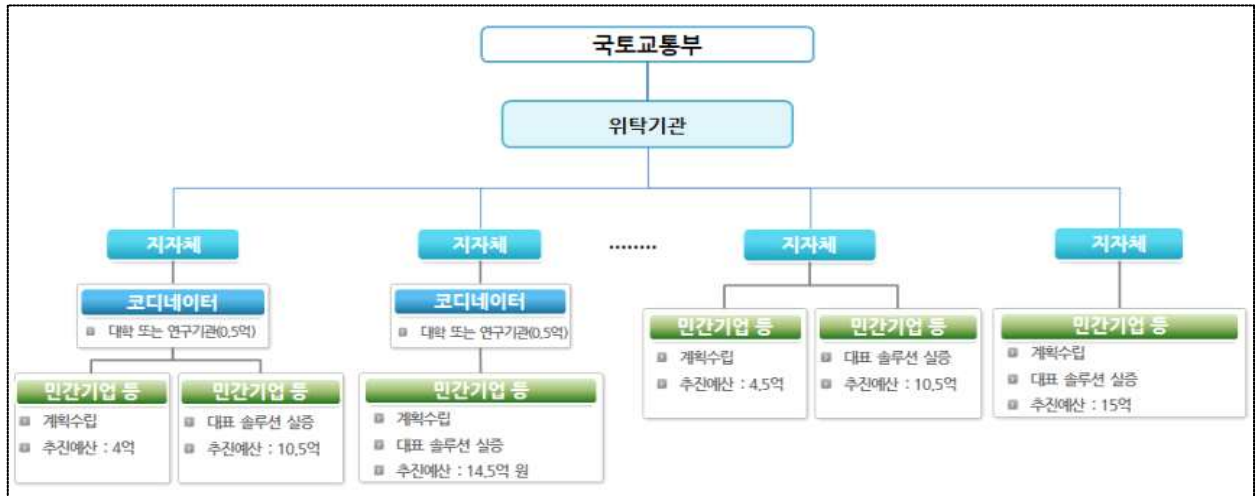 국토교통부
위탁기관
지자체
코디네이터
대학 또는 연구기관(0.5억)
민간기업 등
계획수립
추진예산 : 4억
민간기업 등
대표 솔루션 실증
추진예산 : 10.5억
지자체
코디네이터
대학 또는 연구기관(0.5억)
민간기업 등
계획수립
대표 솔루션 실증
추진예산 : 14.5억 원
········
지자체
민간기업 등
계획수립
추진예산 : 4.5억
민간기업 등
대표 솔루션 실증
추진예산 : 10.5억
지자체
민간기업 등
계획수립
대표 솔루션 실증
추진예산 : 15억